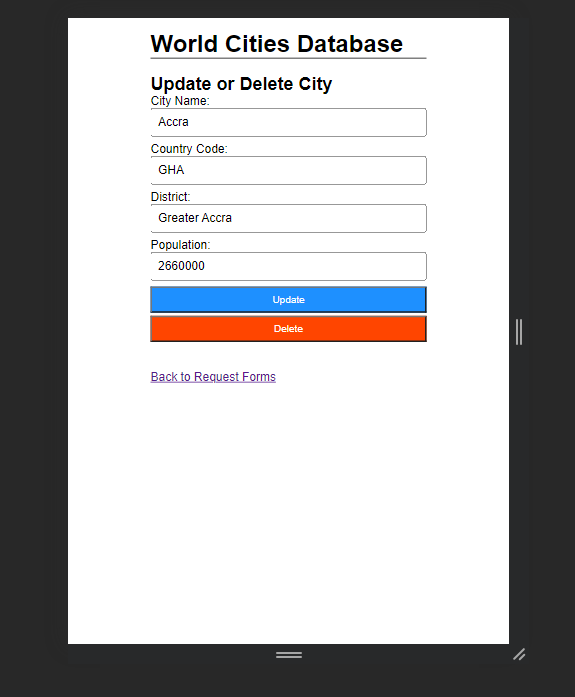 World Cities Database
Update or Delete City
City Name:
Accra
Country Code:
GHA
District:
Greater Accra
Population:
2660000
Update
Delete
Back to Request Forms